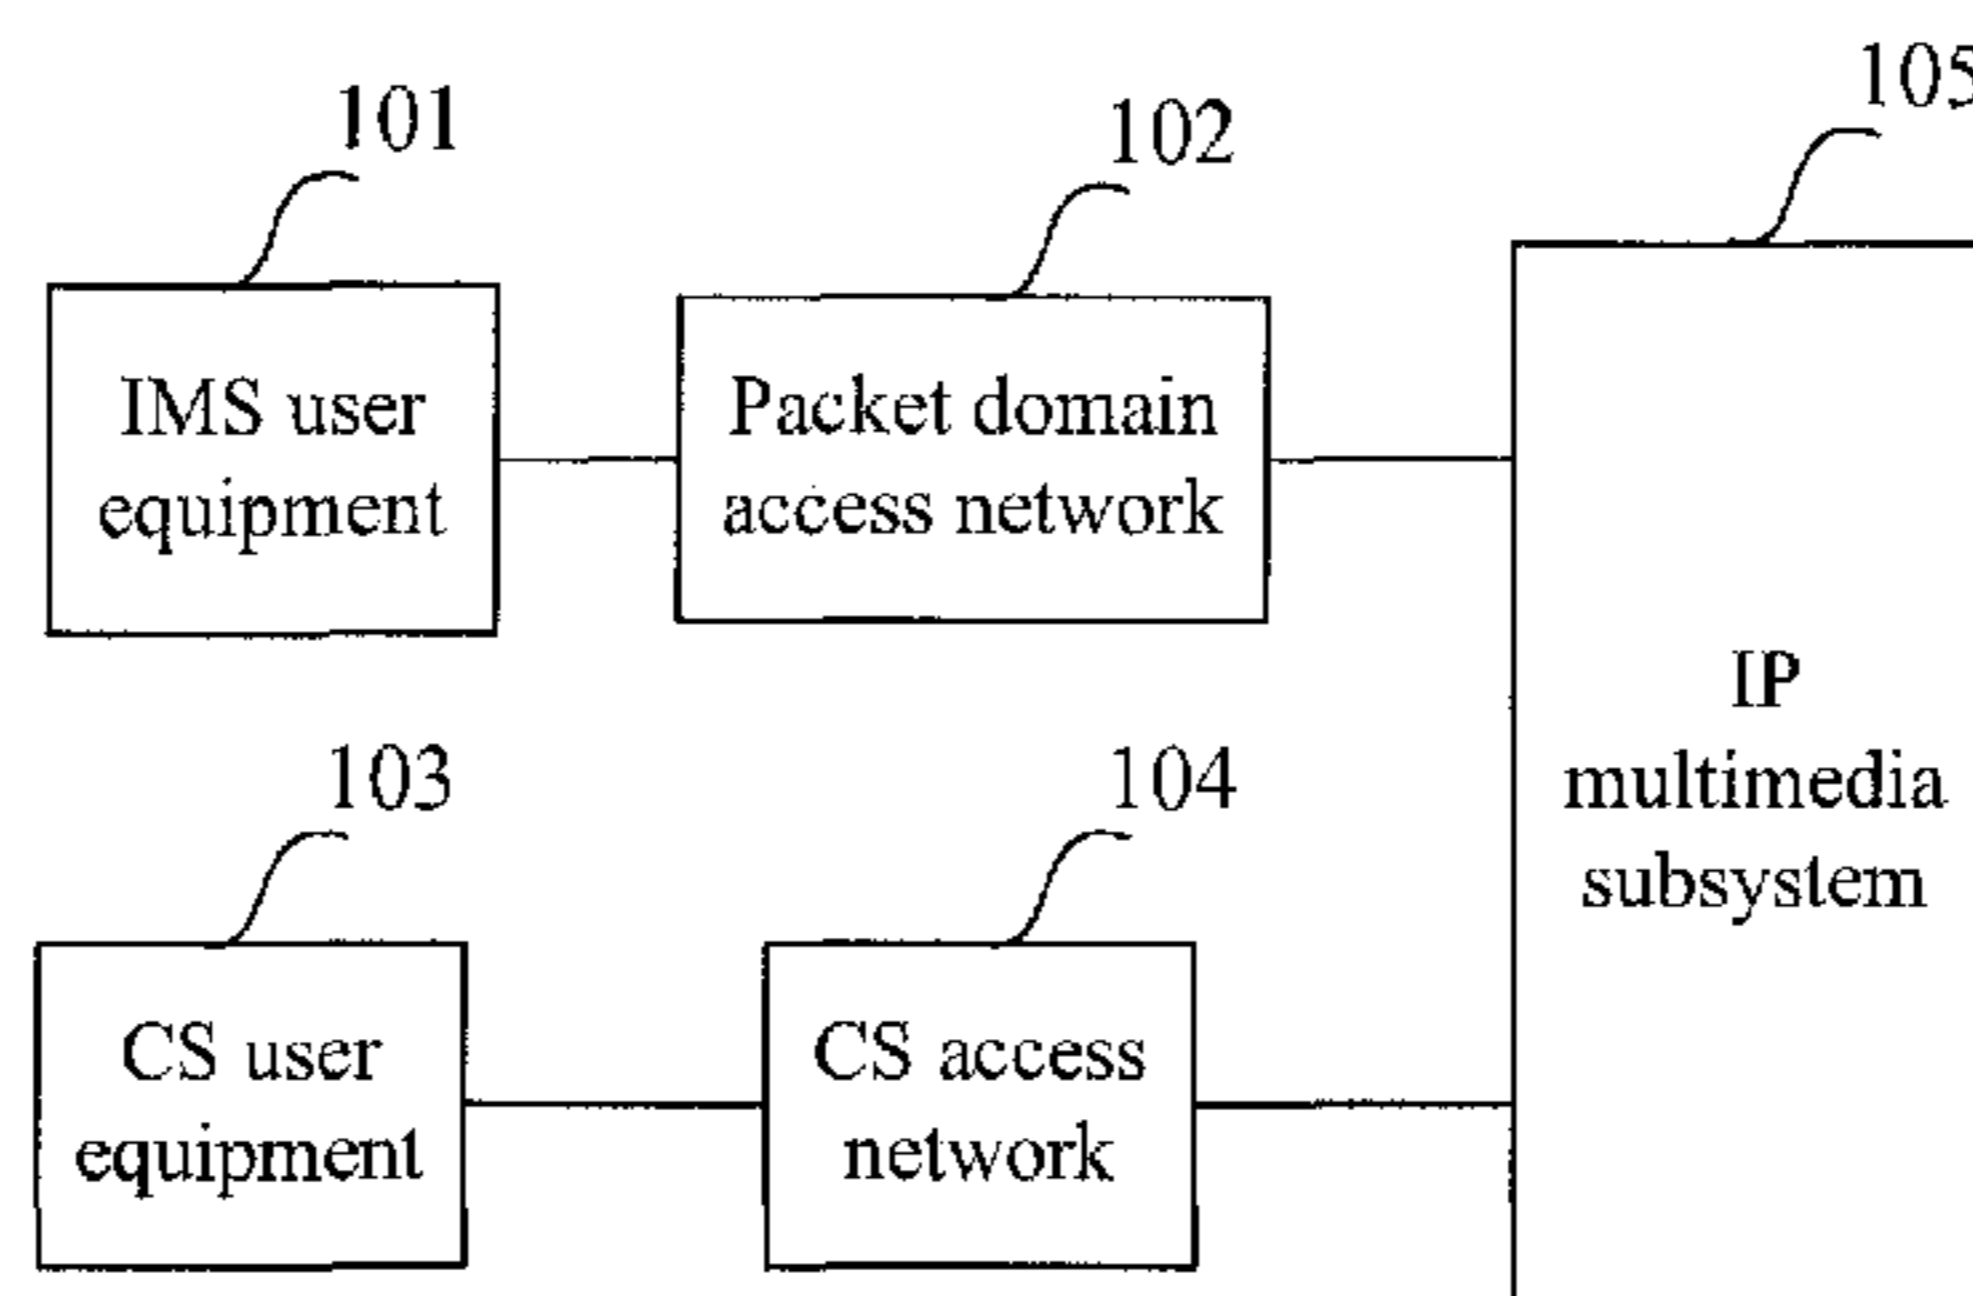 101
102
105
IMS user
equipment
Packet domain
access network
IP
multimedia
subsystem
103
104
CS user
equipment
CS access
network